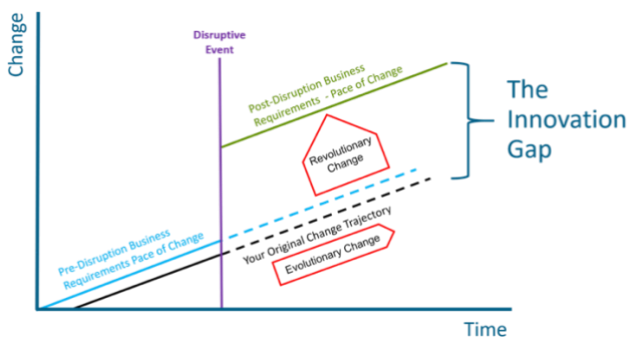 Change
Disruptive
Event
Post-Disruption Business
Requirements - Pace of Change
The
Innovation
Gap
Revolutionary
Change
Pre-Disruption Business
Requirements Pace of Change
Your Original Change Trajectory
Evolutionary Change
Time